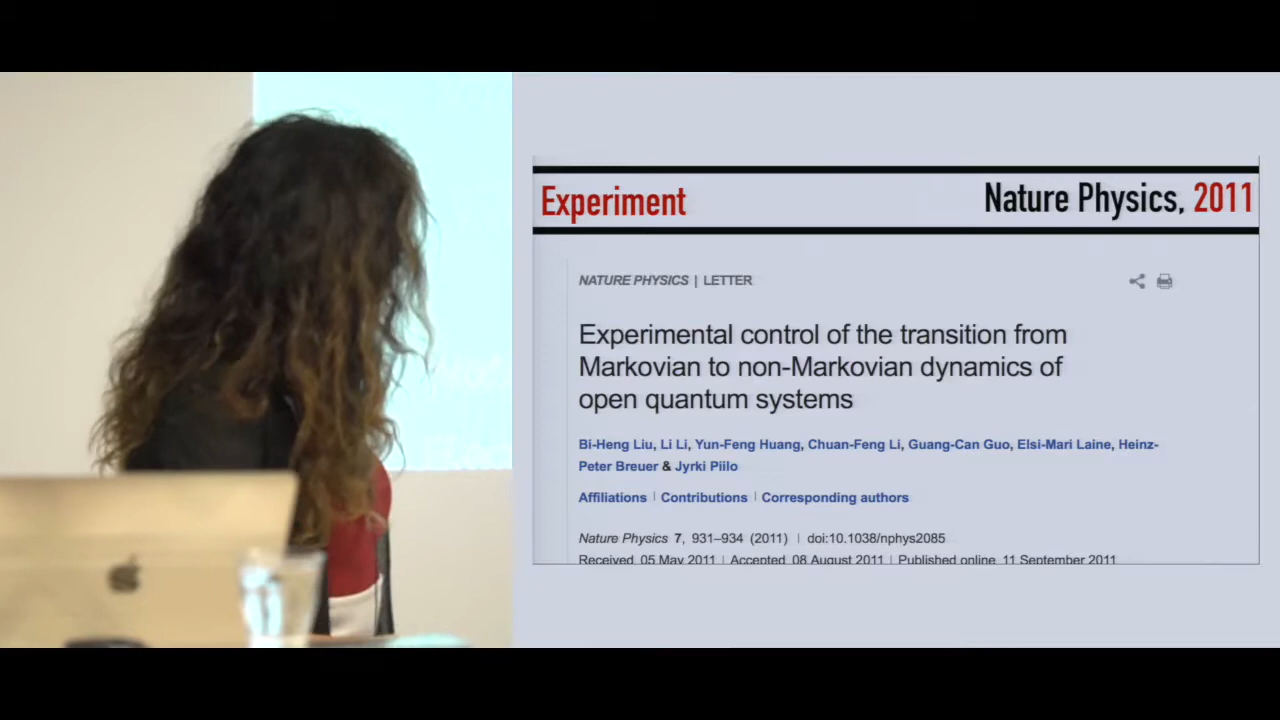 Experiment
Nature Physics, 2011
NATURE PHYSICS | LETTER
Experimental control of the transition from
Markovian to non-Markovian dynamics of
open quantum systems
Bi-Heng Liu, Li Li, Yun-Feng Huang, Chuan-Feng Li, Guang-Can Guo, Elsi-Mari Laine, Heinz-
Peter Breuer & Jyrki Piilo
Affiliations | Contributions | Corresponding authors
Nature Physics 7, 931–934 (2011) | doi:10.1038/nphys2085
Received 05 May 2011 | Accepted 08 August 2011 | Published online 11 September 2011